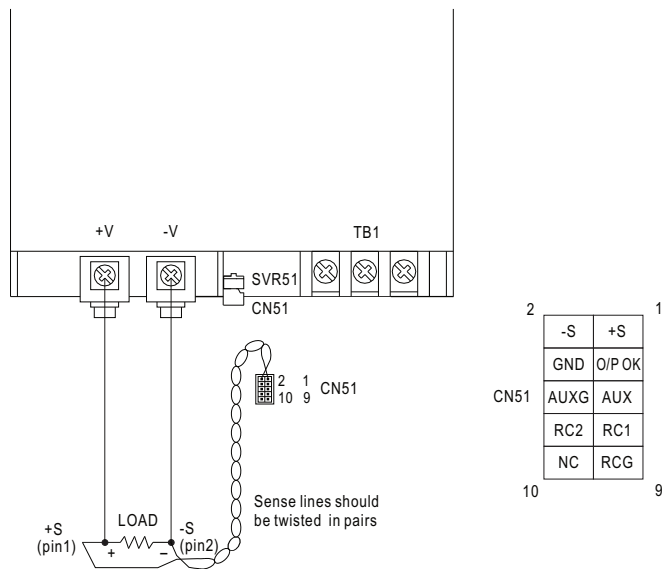 +V -V TB1
SVR51
CN51
2 1
-S +S
GND O/P OK
CN51 AUXG AUX
RC2 RC1
NC RCG
10 9
2 1
10 9
CN51
Sense lines should
be twisted in pairs
+S
(pin1)
LOAD
-S
(pin2)
+ –